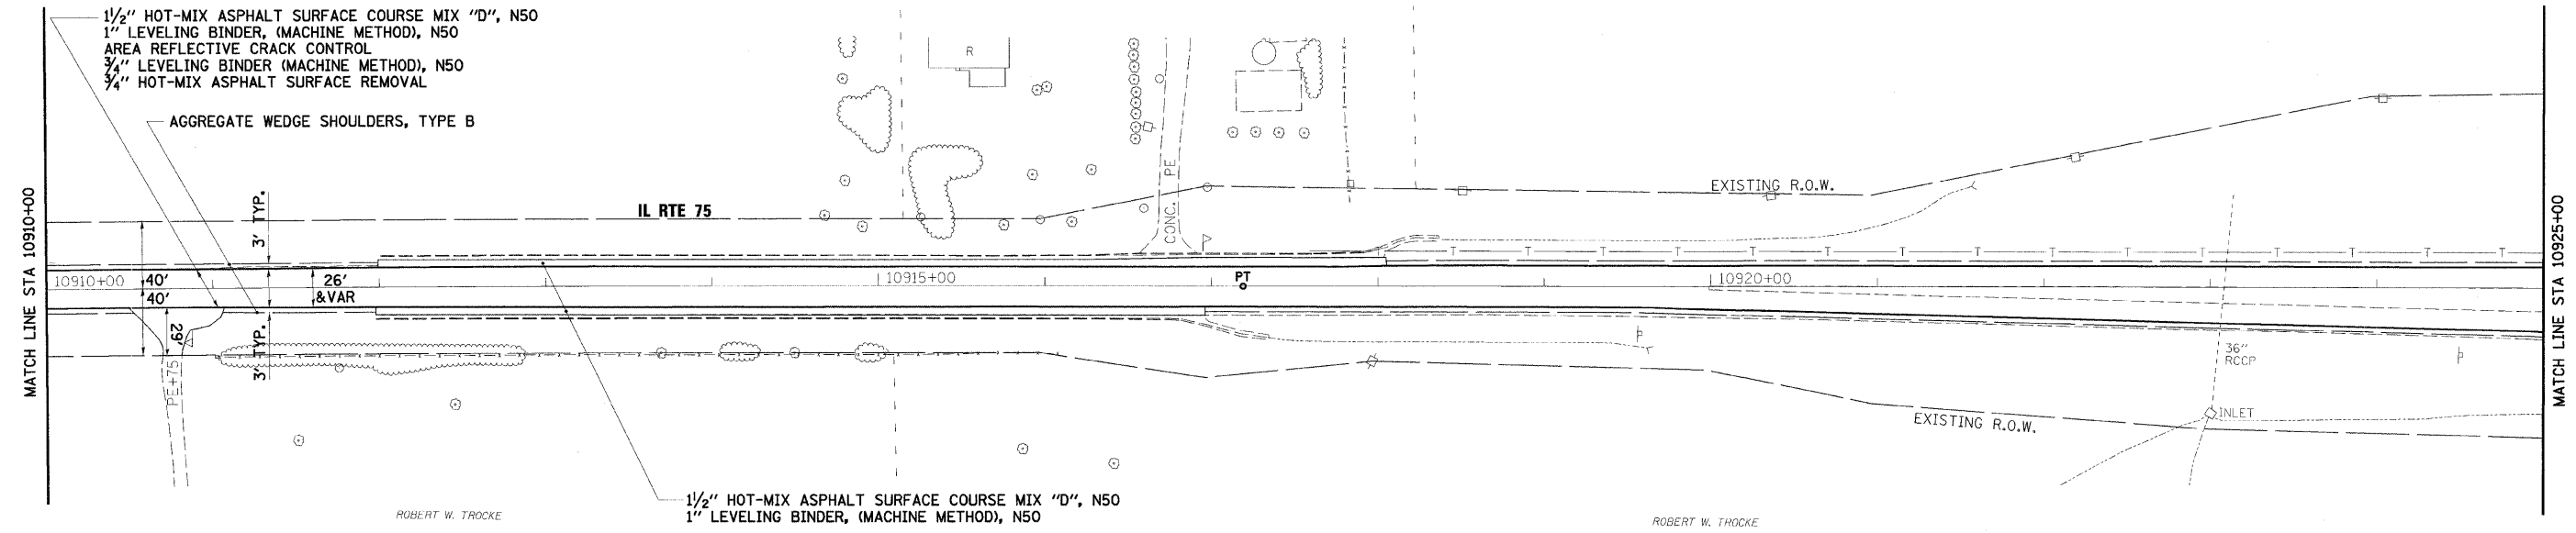 1½" HOT-MIX ASPHALT SURFACE COURSE MIX "D", N50
1" LEVELING BINDER, (MACHINE METHOD), N50
AREA REFLECTIVE CRACK CONTROL
¾" LEVELING BINDER (MACHINE METHOD), N50
¾" HOT-MIX ASPHALT SURFACE REMOVAL
AGGREGATE WEDGE SHOULDERS, TYPE B
R
MATCH LINE STA 10910+00
3' TYP.
IL RTE 75
CONC. PE
EXISTING R.O.W.
MATCH LINE STA 10925+00
10910+00
40'
40'
26'
&VAR
10915+00
PT
10920+00
29'
3' TYP.
PE+75
36"
RCCP
INLET
EXISTING R.O.W.
T T T T T T T T T T T T T T T
1½" HOT-MIX ASPHALT SURFACE COURSE MIX "D", N50
1" LEVELING BINDER, (MACHINE METHOD), N50
ROBERT W. TROCKE
ROBERT W. TROCKE